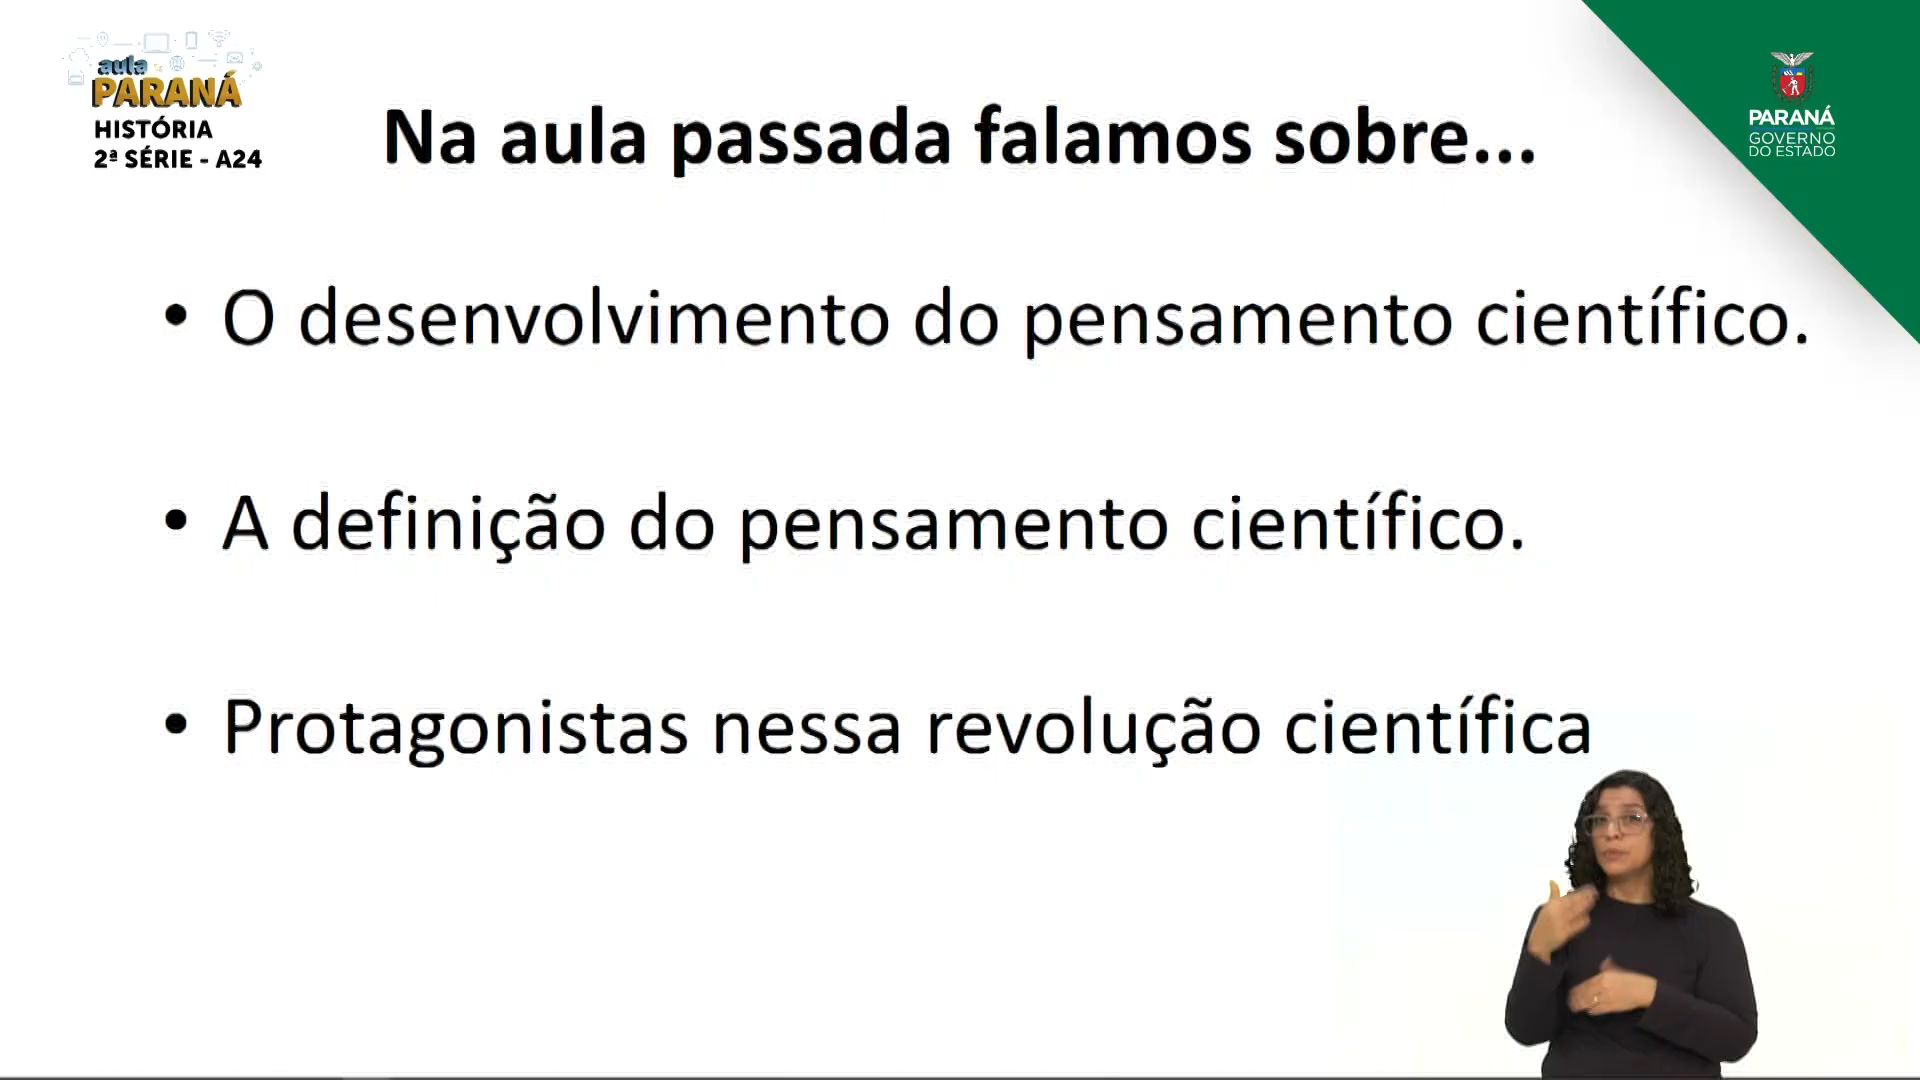 aula
PARANÁ
HISTÓRIA
2ª SÉRIE - A24
Na aula passada falamos sobre...
PARANÁ
GOVERNO
DO ESTADO
• O desenvolvimento do pensamento científico.
• A definição do pensamento científico.
• Protagonistas nessa revolução científica